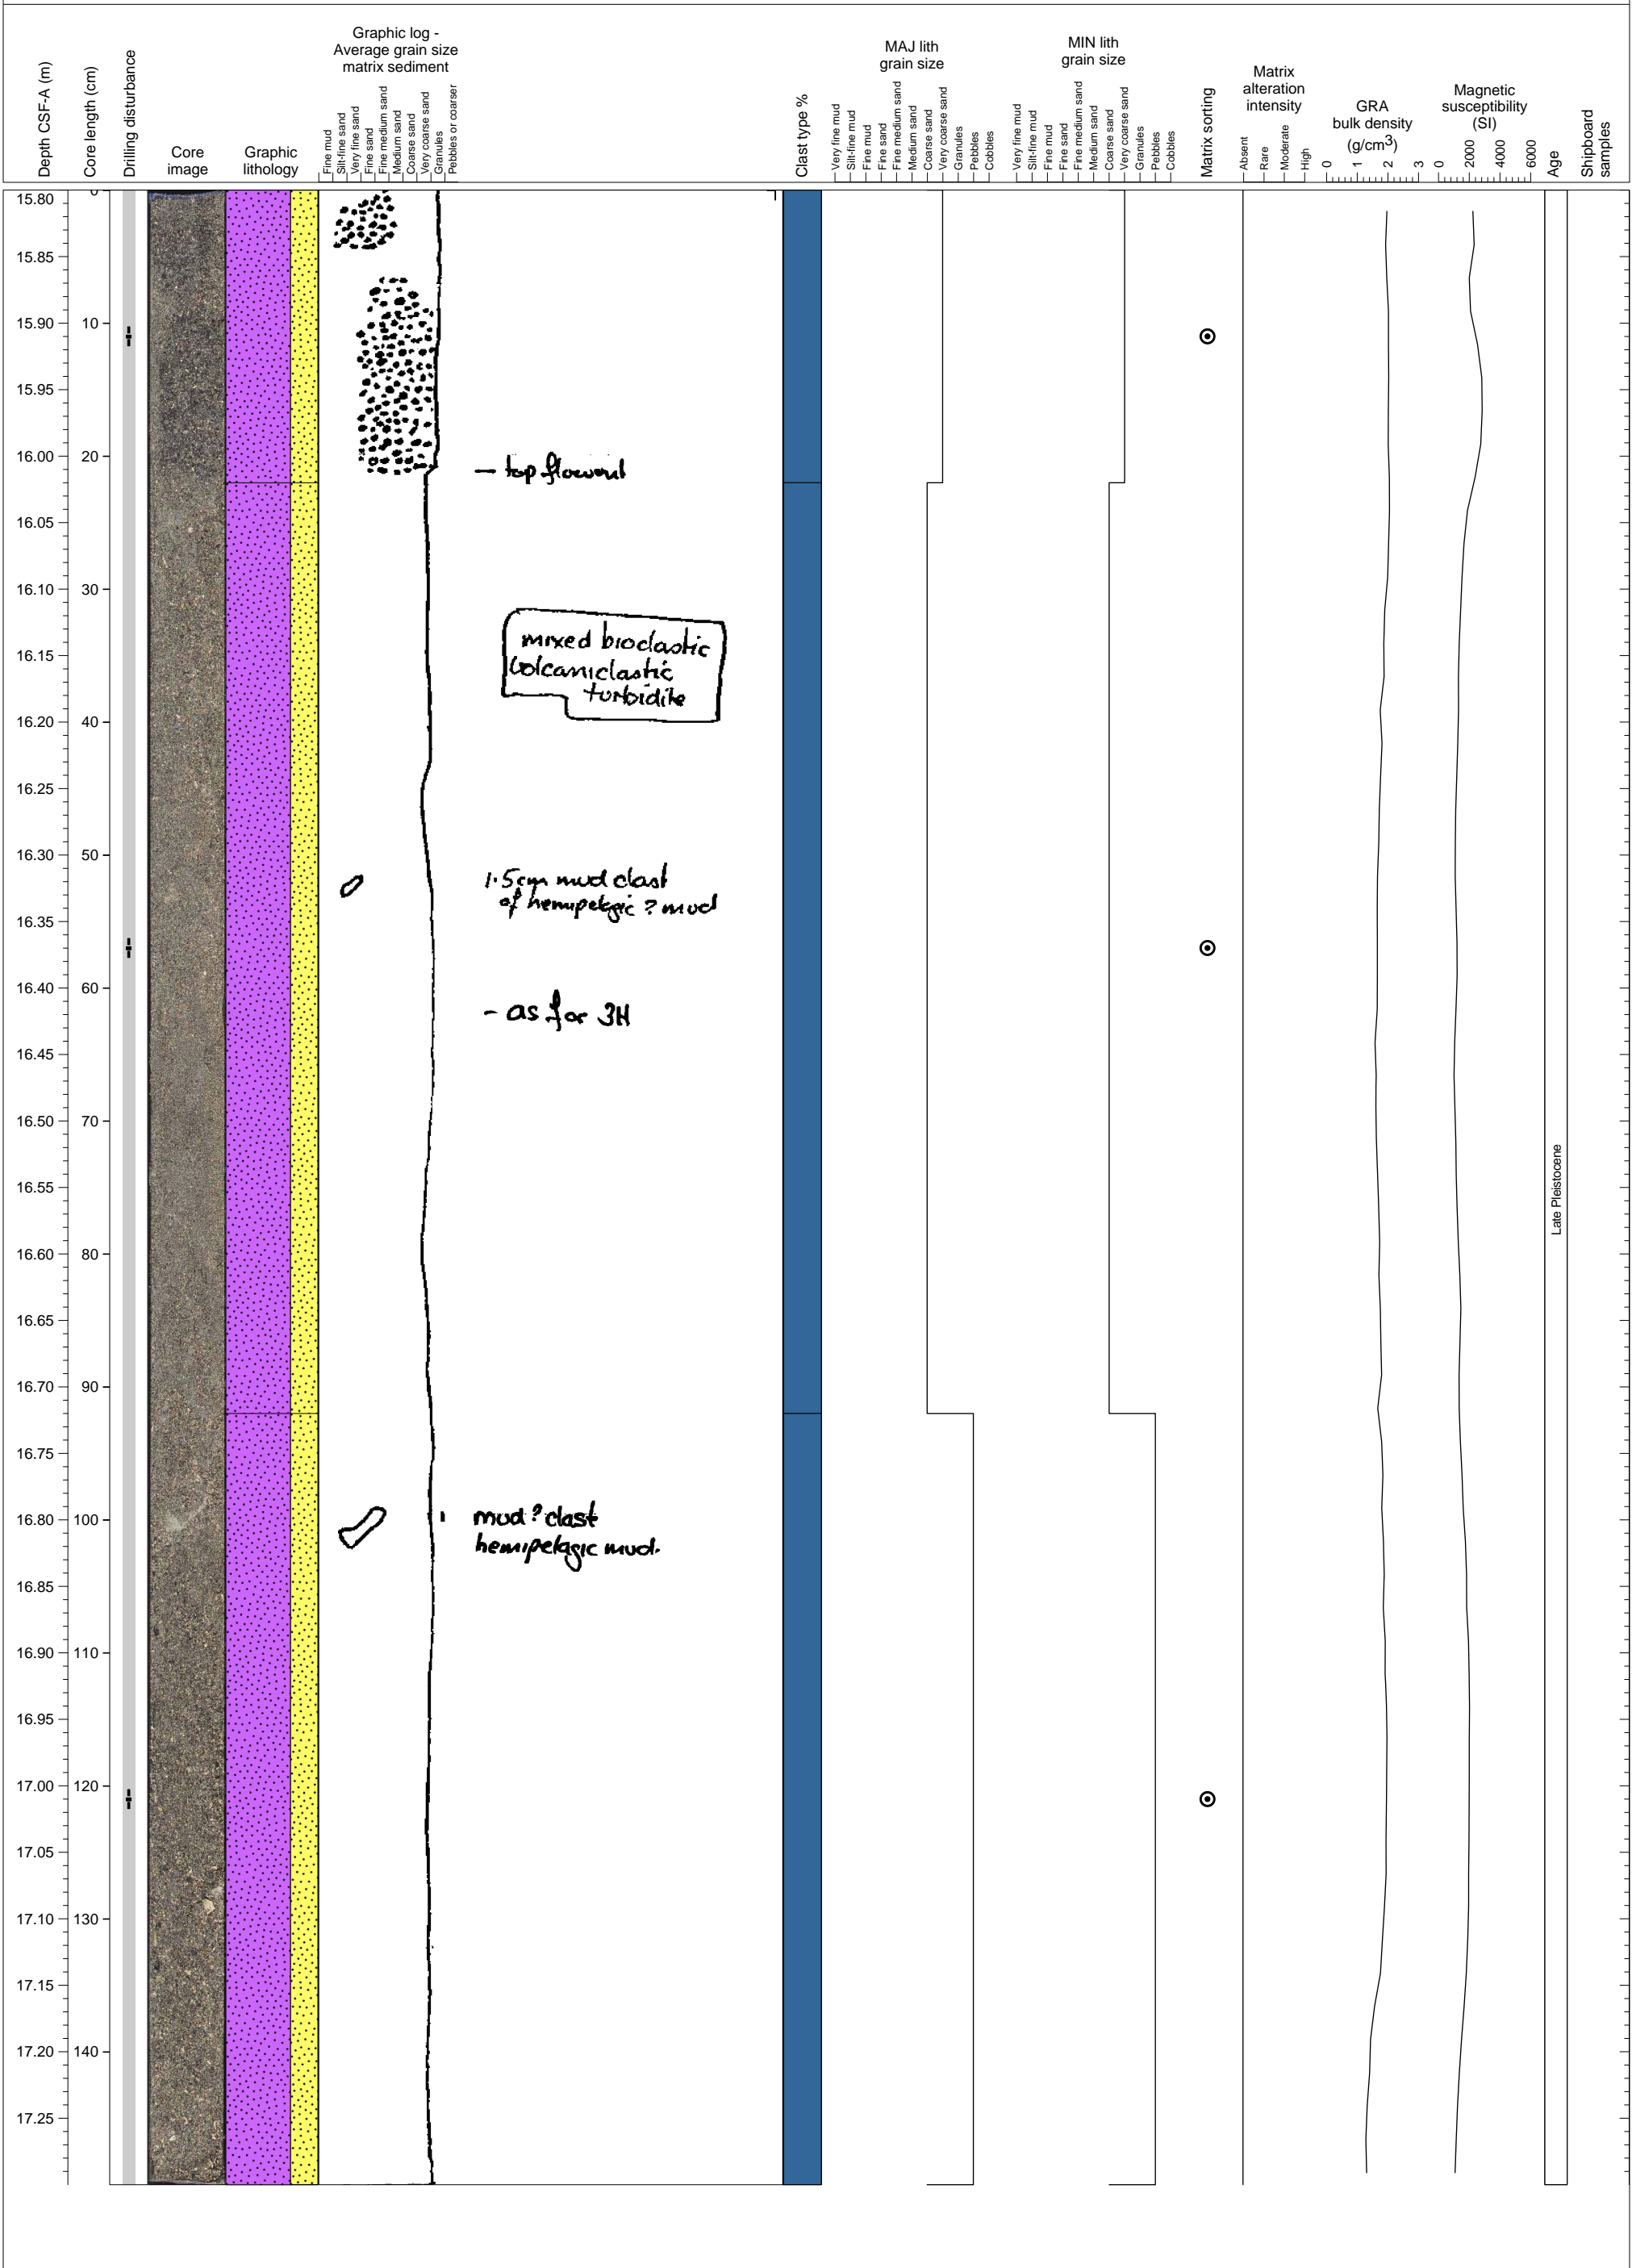 Depth CSF-A (m)
Core length (cm)
Drilling disturbance
Core
image
Graphic
lithology
Graphic log -
Average grain size
matrix sediment
Fine mud
Silt-fine sand
Very fine sand
Fine sand
Fine medium sand
Medium sand
Coarse sand
Very coarse sand
Granules
Pebbles or coarser
Clast type %
MAJ lith
grain size
Very fine mud
Silt-fine mud
Fine mud
Fine sand
Fine medium sand
Medium sand
Coarse sand
Very coarse sand
Granules
Pebbles
Cobbles
MIN lith
grain size
Very fine mud
Silt-fine mud
Fine mud
Fine sand
Fine medium sand
Medium sand
Coarse sand
Very coarse sand
Granules
Pebbles
Cobbles
Matrix sorting
Matrix
alteration
intensity
Absent
Rare
Moderate
High
GRA
bulk density
(g/cm3)
0 1 2 3
Magnetic
susceptibility
(SI)
0 2000 4000 6000
Age
Shipboard
samples
15.80 0
15.85
15.90 10
15.95
16.00 20
— top flow
16.05
16.10 30
mixed bioclastic
volcaniclastic
turbidite
16.15
16.20 40
16.25
16.30 50
1.5cm mud clast
of hemipelagic ? mud
16.35
16.40 60
- as for 3H
16.45
16.50 70
16.55
Late Pleistocene
16.60 80
16.65
16.70 90
16.75
16.80 100
mud ? clast
hemipelagic mud.
16.85
16.90 110
16.95
17.00 120
17.05
17.10 130
17.15
17.20 140
17.25